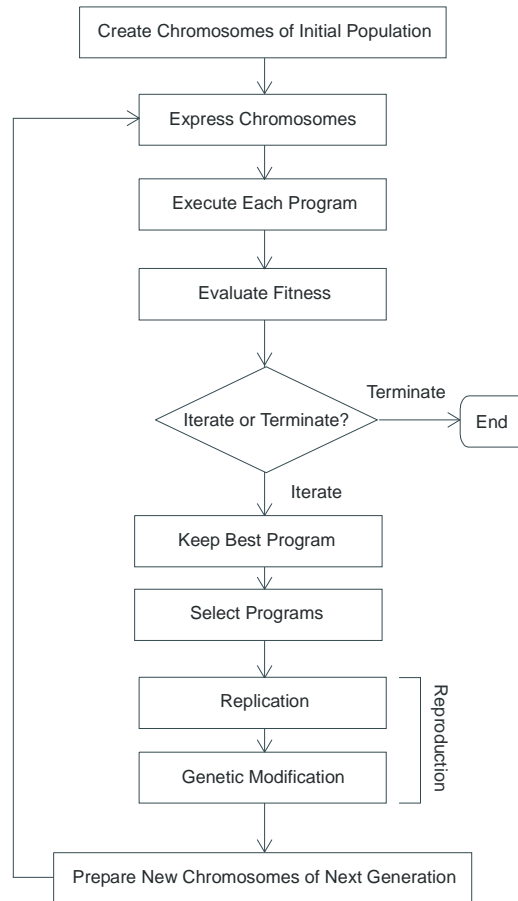 Create Chromosomes of Initial Population
Express Chromosomes
Execute Each Program
Evaluate Fitness
Iterate or Terminate?
Terminate
End
Iterate
Keep Best Program
Select Programs
Replication
Genetic Modification
Reproduction
Prepare New Chromosomes of Next Generation